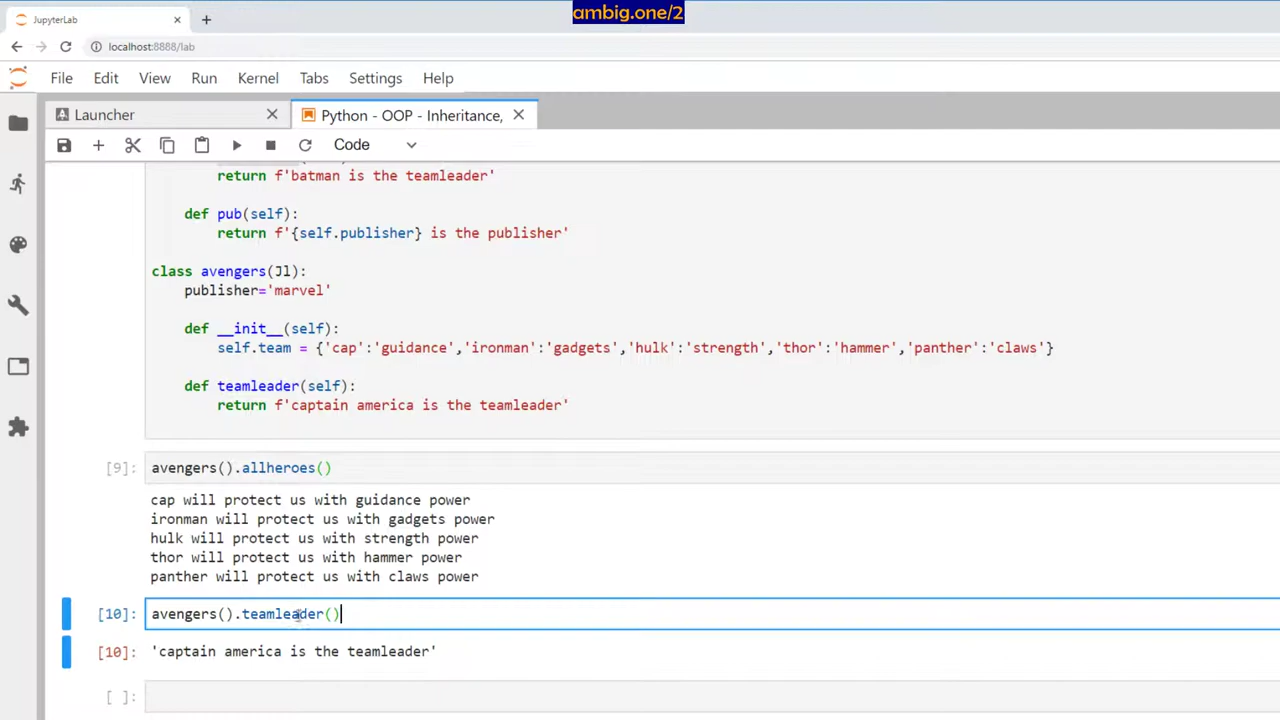 ambig.one/2
JupyterLab
localhost:8888/lab
File Edit View Run Kernel Tabs Settings Help
Launcher Python - OOP - Inheritance,
Code
return f'batman is the teamleader'
def pub(self):
return f'{self.publisher} is the publisher'
class avengers(Jl):
publisher='marvel'
def __init__(self):
self.team = {'cap':'guidance','ironman':'gadgets','hulk':'strength','thor':'hammer','panther':'claws'}
def teamleader(self):
return f'captain america is the teamleader'
[9]: avengers().allheroes()
cap will protect us with guidance power
ironman will protect us with gadgets power
hulk will protect us with strength power
thor will protect us with hammer power
panther will protect us with claws power
[10]: avengers().teamleader()
[10]: 'captain america is the teamleader'
[ ]: